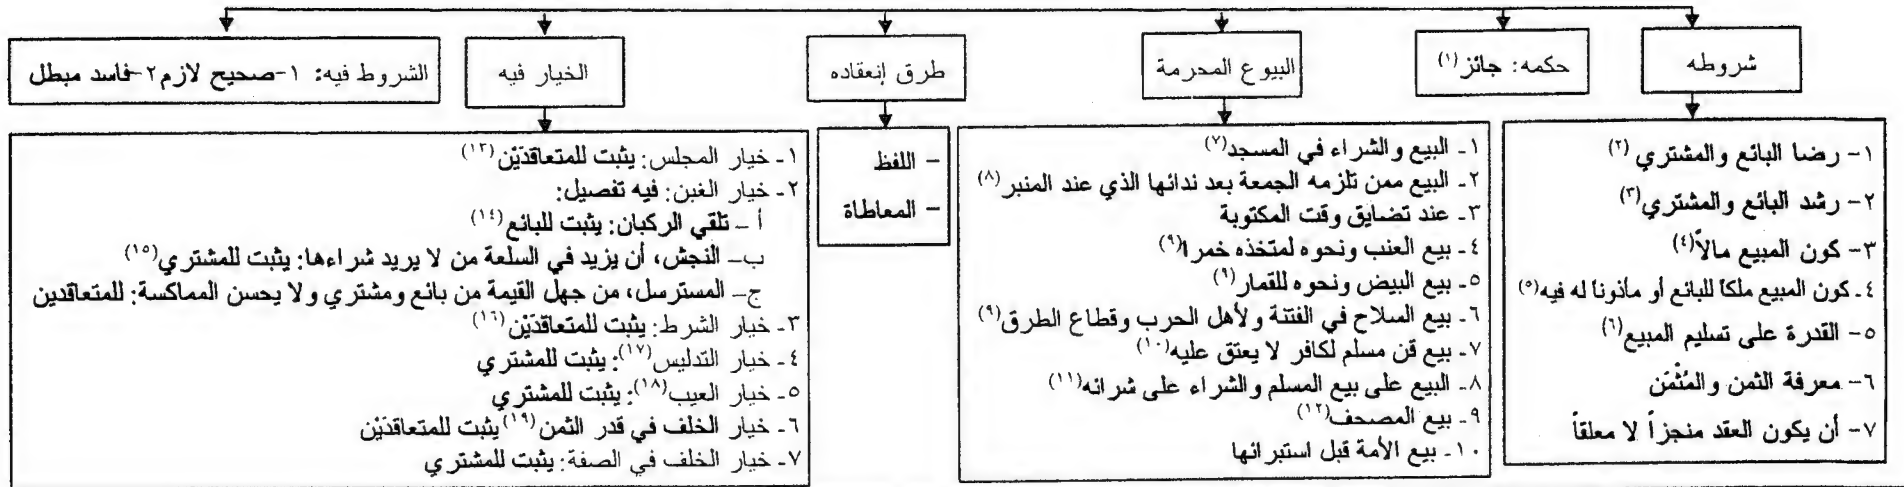 شروطه
حكمه: جائز (١)
البيوع المحرمة
طرق إنعقاده
الخيار فيه
الشروط فيه: ١-صحيح لازم ٢-فاسد مبطل
١- رضا البائع والمشتري (٢)
٢- رشد البائع والمشتري (٣)
٣- كون المبيع مالاً (٤)
٤- كون المبيع ملكاً للبائع أو مأذوناً له فيه (٥)
٥- القدرة على تسليم المبيع (٦)
٦- معرفة الثمن والمُثْمَن
٧- أن يكون العقد منجزاً لا معلقاً
١- البيع والشراء في المسجد (٧)
٢- البيع ممن تلزمه الجمعة بعد ندائها الذي عند المنبر (٨)
٣- عند تضايق وقت المكتوبة
٤- بيع العنب ونحوه لمتخذه خمرا (٩)
٥- بيع البيض ونحوه للقمار (٩)
٦- بيع السلاح في الفتنة ولأهل الحرب وقطاع الطرق (٩)
٧- بيع قن مسلم لكافر لا يعتق عليه (١٠)
٨- البيع على بيع المسلم والشراء على شرائه (١١)
٩- بيع المصحف (١٢)
١٠- بيع الأمة قبل استبرائها
- اللفظ
- المعاطاة
١- خيار المجلس: يثبت للمتعاقدَيْن (١٣)
٢- خيار الغبن: فيه تفصيل:
أ - تلقي الركبان: يثبت للبائع (١٤)
ب- النجش، أن يزيد في السلعة من لا يريد شراءها: يثبت للمشتري (١٥)
ج- المسترسل، من جهل القيمة من بائع ومشتري ولا يحسن المماكسة: للمتعاقدين
٣- خيار الشرط: يثبت للمتعاقدَيْن (١٦)
٤- خيار التدليس (١٧): يثبت للمشتري
٥- خيار العيب (١٨): يثبت للمشتري
٦- خيار الخلف في قدر الثمن (١٩) يثبت للمتعاقدَيْن
٧- خيار الخلف في الصفة: يثبت للمشتري